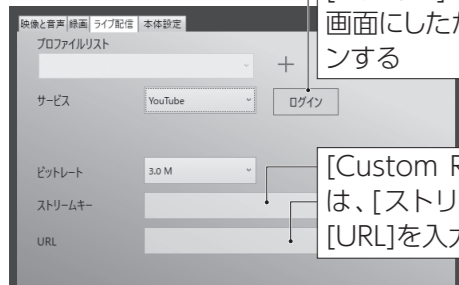 画面にした
ンする
映像と音声 録画 ライブ配信 本体設定
プロファイルリスト
+
サービス YouTube ログイン
ビットレート 3.0 M
ストリームキー
URL
[Custom
は、[ストリ
[URL]を入